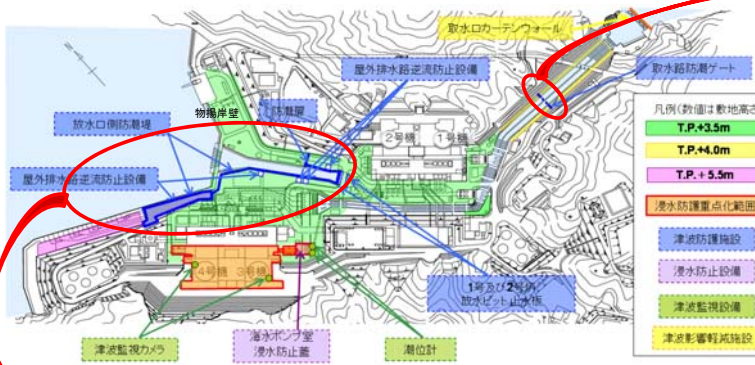 取水口カーテンウォール
屋外排水路逆流防止設備
取水路防潮ゲート
物揚岸壁
防潮扉
放水口側防潮堤
2号機
1号機
屋外排水路逆流防止設備
4号機
3号機
1号及び2号炉
放水ピット止水板
津波監視カメラ
海水ポンプ室
浸水防止蓋
潮位計
凡例(数値は敷地高さ
T.P.+3.5m
T.P.+4.0m
T.P.+5.5m
浸水防護重点化範囲
津波防護施設
浸水防止設備
津波監視設備
津波影響軽減施設